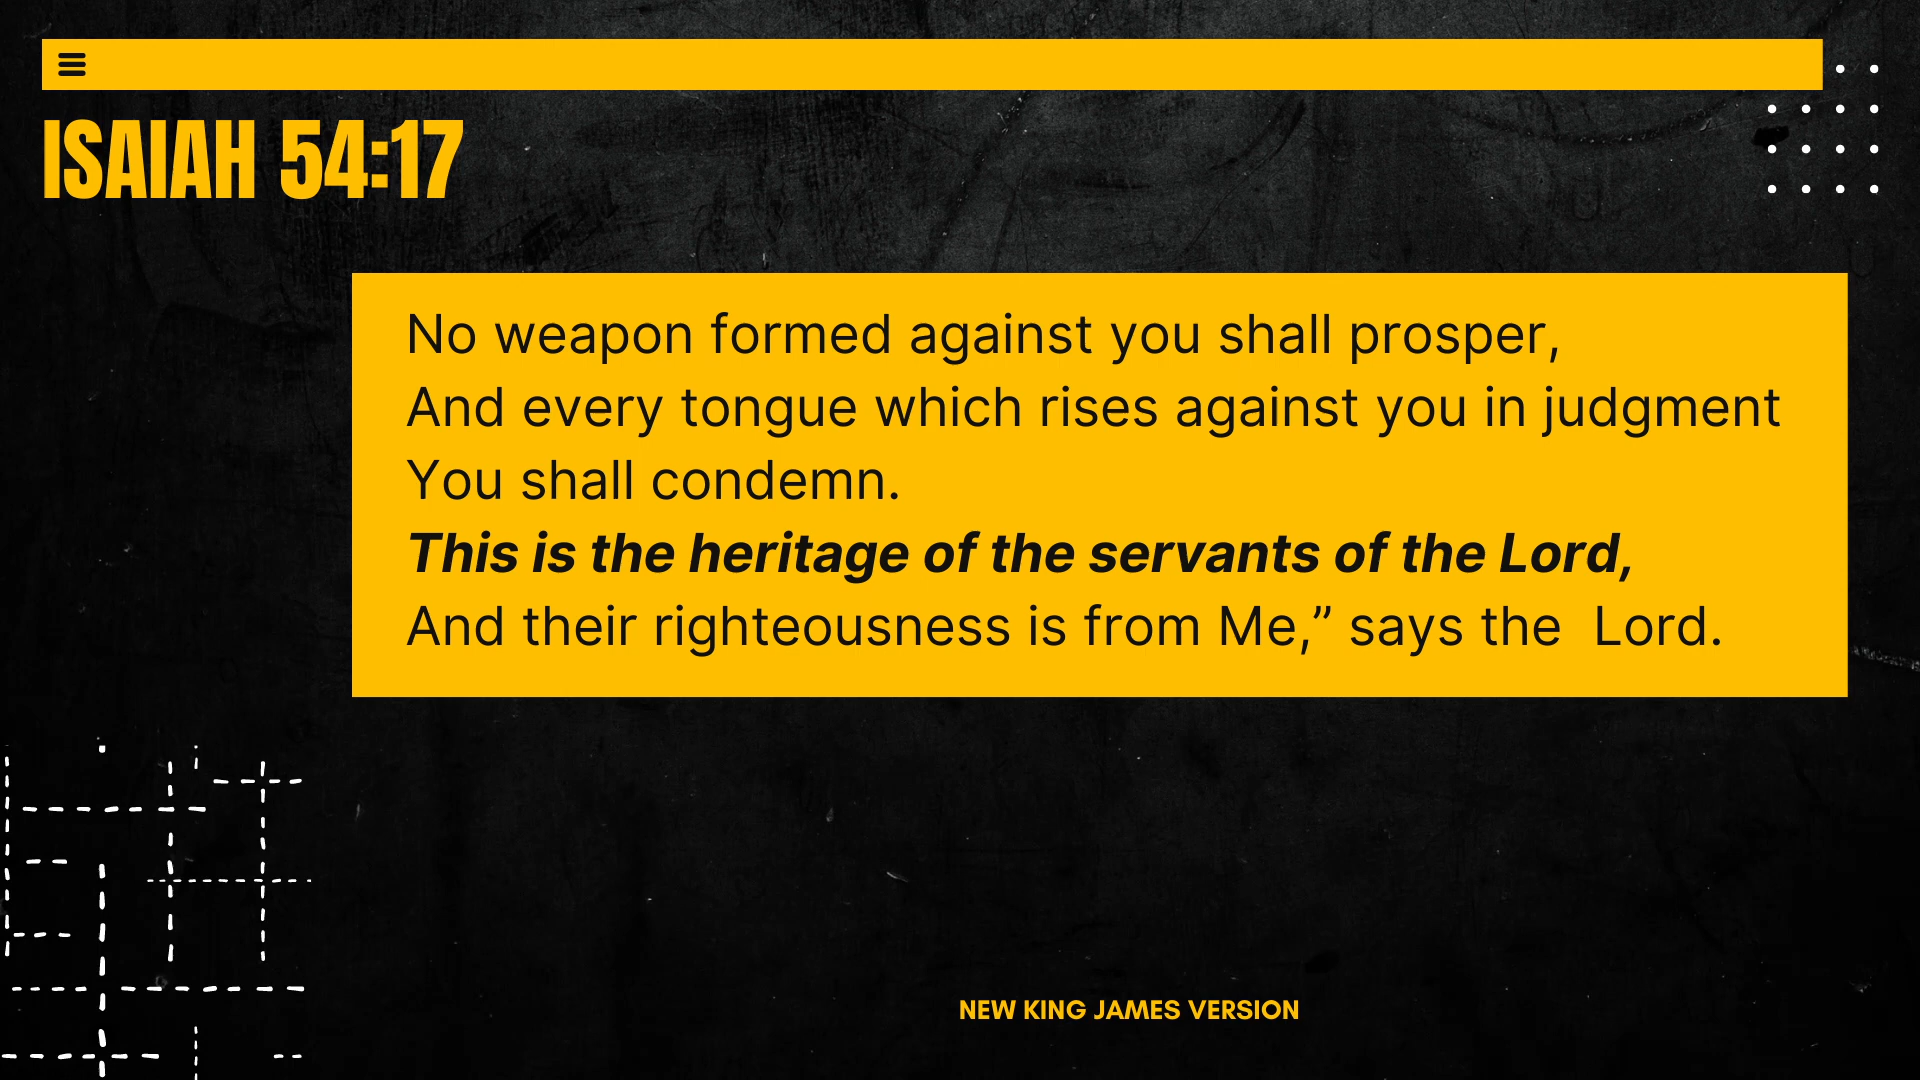 ISAIAH 54:17
No weapon formed against you shall prosper,
And every tongue which rises against you in judgment
You shall condemn.
This is the heritage of the servants of the Lord,
And their righteousness is from Me,” says the  Lord.
NEW KING JAMES VERSION